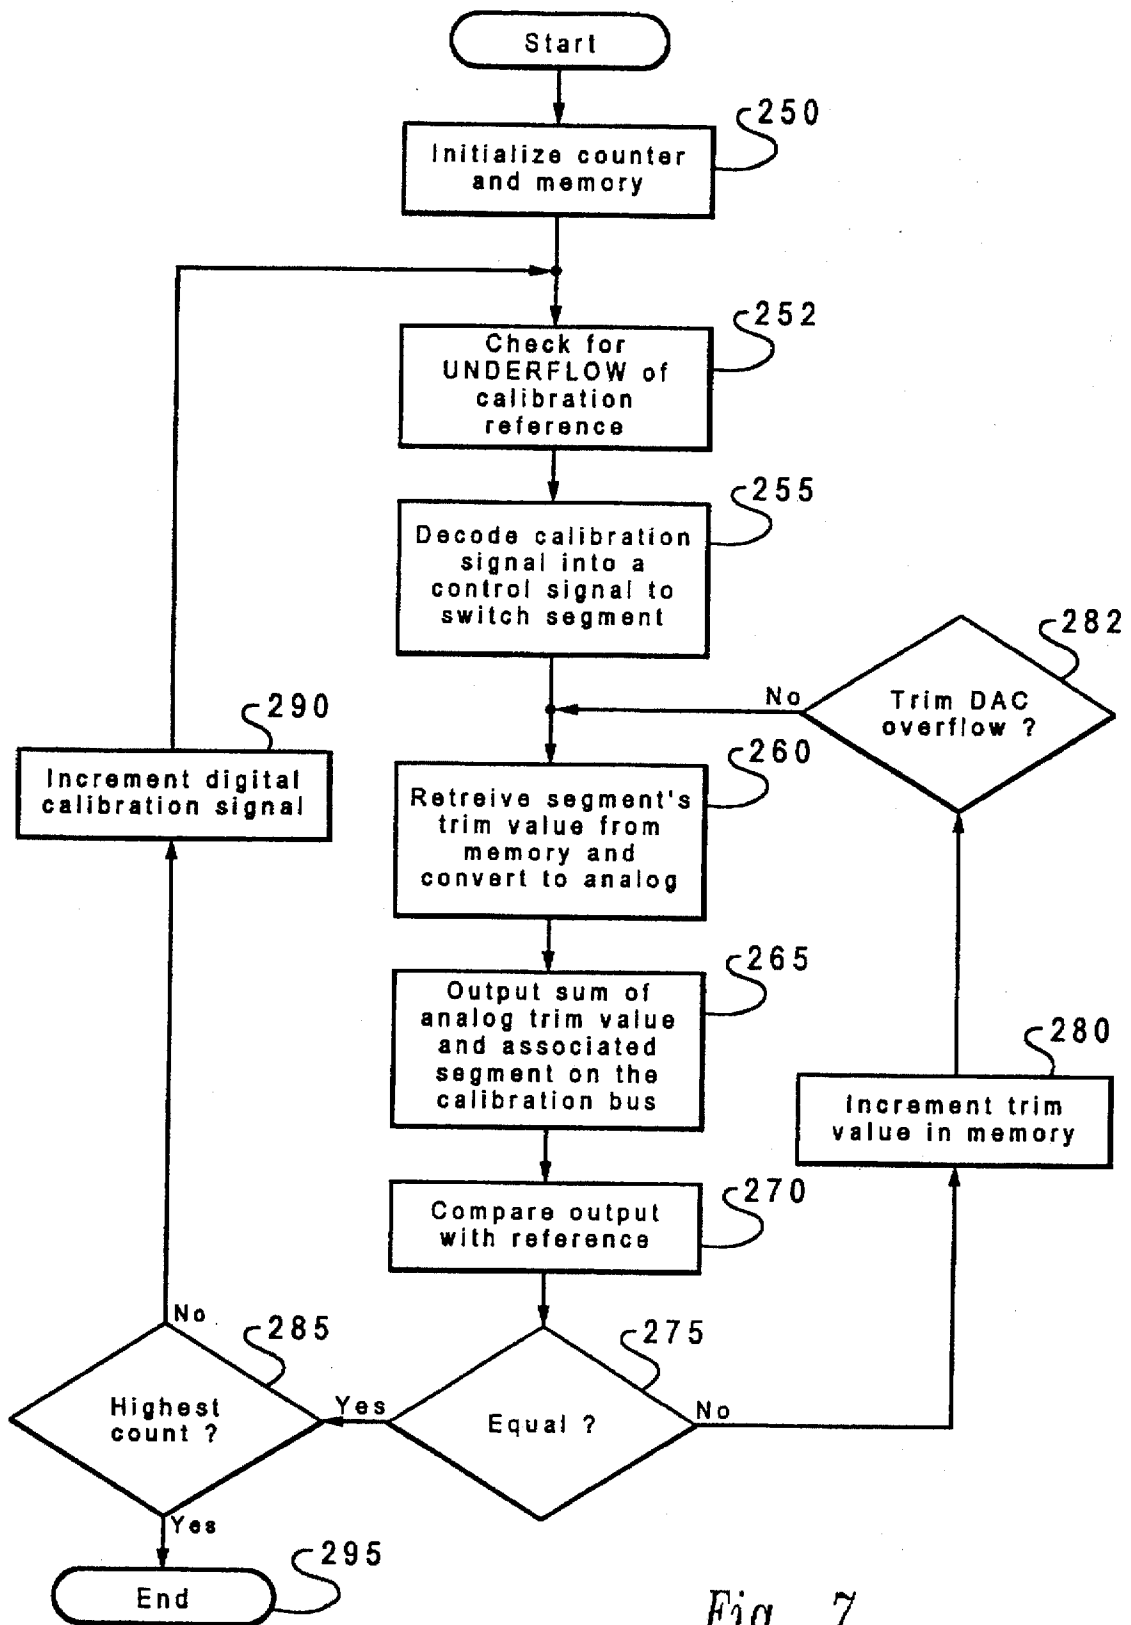 Start
250
Initialize counter
and memory
252
Check for
UNDERFLOW of
calibration
reference
255
Decode calibration
signal into a
control signal to
switch segment
282
No
Trim DAC
overflow ?
290
Increment digital
calibration signal
260
Retreive segment's
trim value from
memory and
convert to analog
265
Output sum of
analog trim value
and associated
segment on the
calibration bus
280
Increment trim
value in memory
270
Compare output
with reference
No
285
Highest
count ?
Yes
275
Equal ?
No
Yes
295
End
Fig. 7